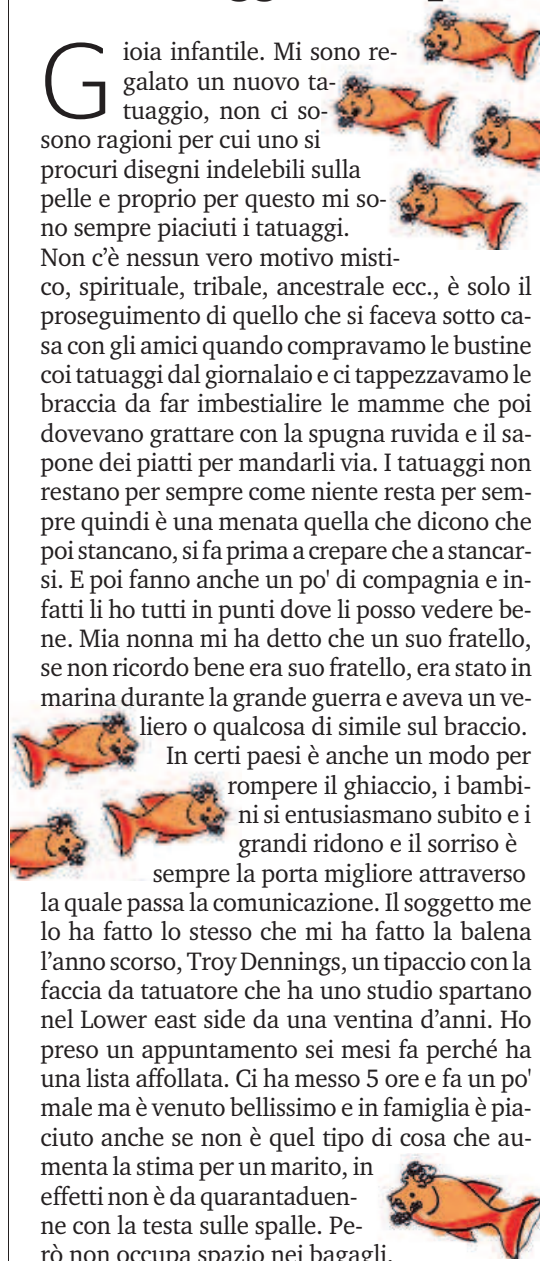 Gioia infantile. Mi sono re-
galato un nuovo ta-
tuaggio, non ci so-
sono ragioni per cui uno si
procuri disegni indelebili sulla
pelle e proprio per questo mi so-
no sempre piaciuti i tatuaggi.
Non c'è nessun vero motivo misti-
co, spirituale, tribale, ancestrale ecc., è solo il
proseguimento di quello che si faceva sotto ca-
sa con gli amici quando compravamo le bustine
coi tatuaggi dal giornalaio e ci tappezzavamo le
braccia da far imbestialire le mamme che poi
dovevano grattare con la spugna ruvida e il sa-
pone dei piatti per mandarli via. I tatuaggi non
restano per sempre come niente resta per sem-
pre quindi è una menata quella che dicono che
poi stancano, si fa prima a crepare che a stancar-
si. E poi fanno anche un po' di compagnia e in-
fatti li ho tutti in punti dove li posso vedere be-
ne. Mia nonna mi ha detto che un suo fratello,
se non ricordo bene era suo fratello, era stato in
marina durante la grande guerra e aveva un ve-
liero o qualcosa di simile sul braccio.
In certi paesi è anche un modo per
rompere il ghiaccio, i bambi-
ni si entusiasmano subito e i
grandi ridono e il sorriso è
sempre la porta migliore attraverso
la quale passa la comunicazione. Il soggetto me
lo ha fatto lo stesso che mi ha fatto la balena
l'anno scorso, Troy Dennings, un tipaccio con la
faccia da tatuatore che ha uno studio spartano
nel Lower east side da una ventina d'anni. Ho
preso un appuntamento sei mesi fa perché ha
una lista affollata. Ci ha messo 5 ore e fa un po'
male ma è venuto bellissimo e in famiglia è pia-
ciuto anche se non è quel tipo di cosa che au-
menta la stima per un marito, in
effetti non è da quarantaduen-
ne con la testa sulle spalle. Pe-
rò non occupa spazio nei bagagli.